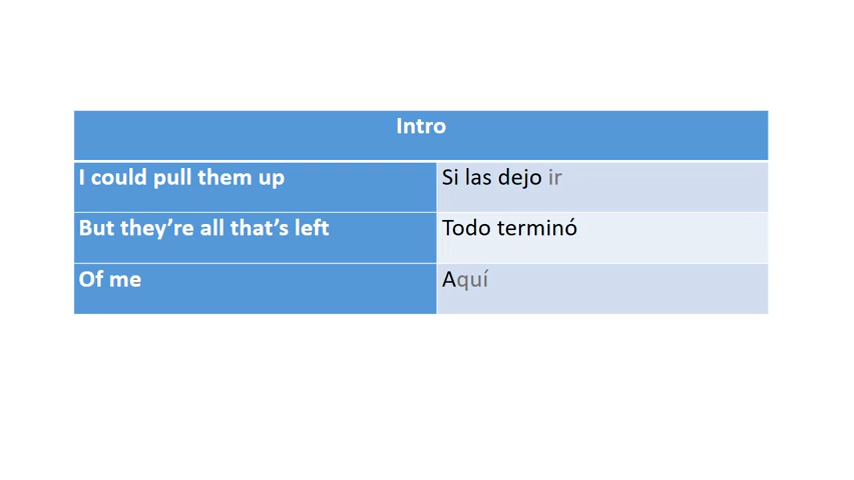 Intro
I could pull them up
Si las dejo ir
But they’re all that’s left
Todo terminó
Of me
Aquí